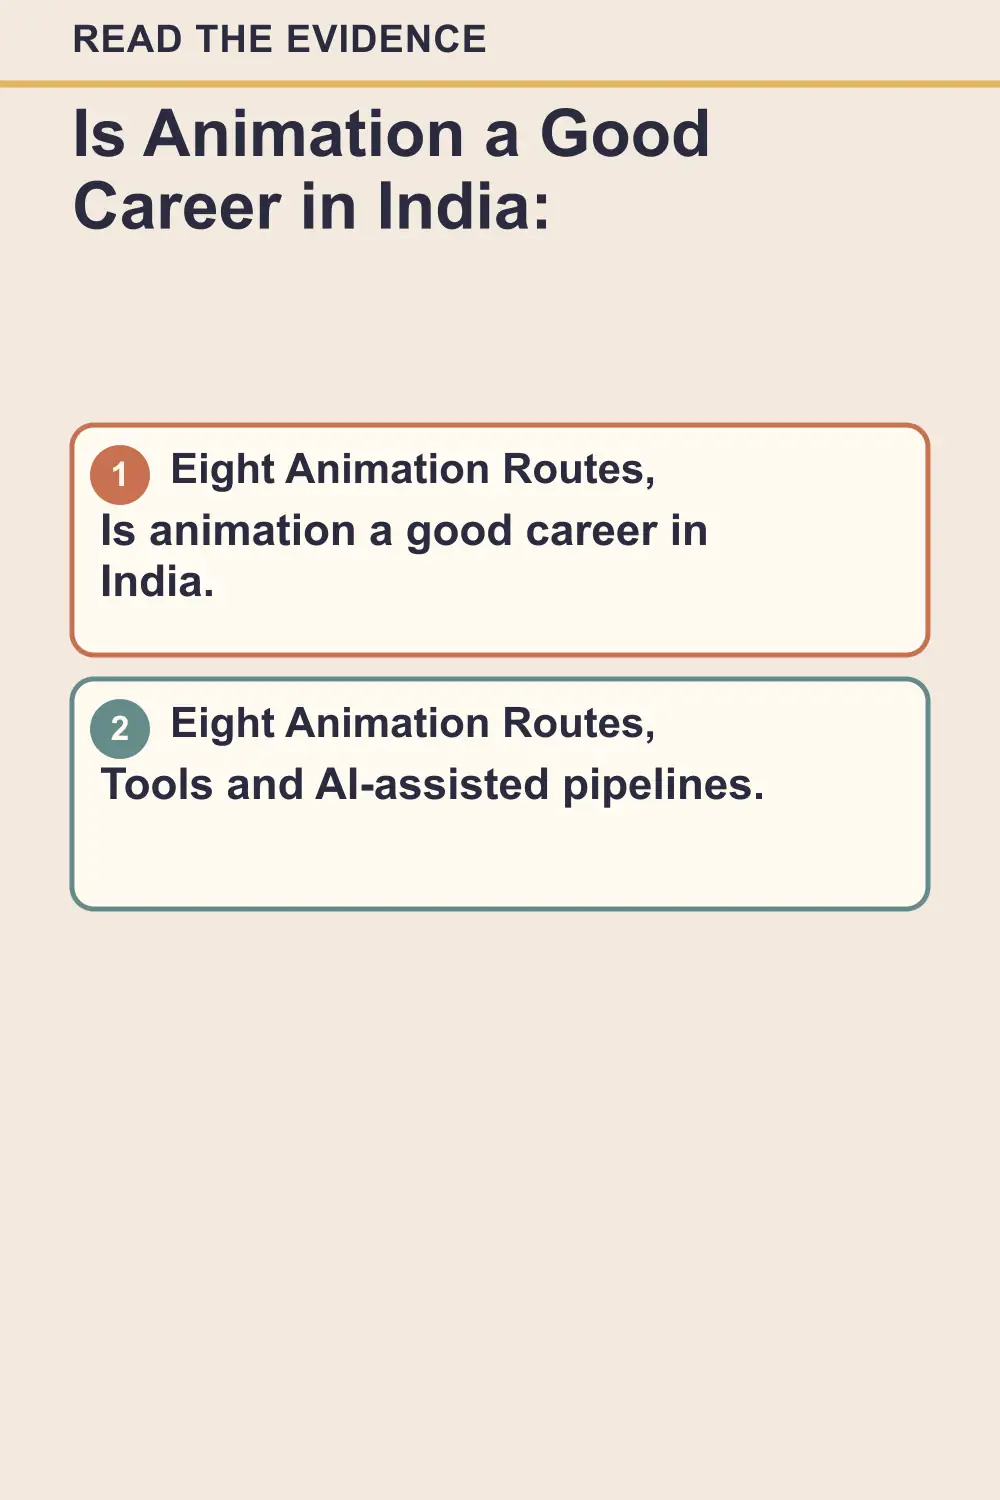 READ THE EVIDENCE
Is Animation a Good
Career in India:
1 Eight Animation Routes,
Is animation a good career in
India.
2 Eight Animation Routes,
Tools and AI-assisted pipelines.